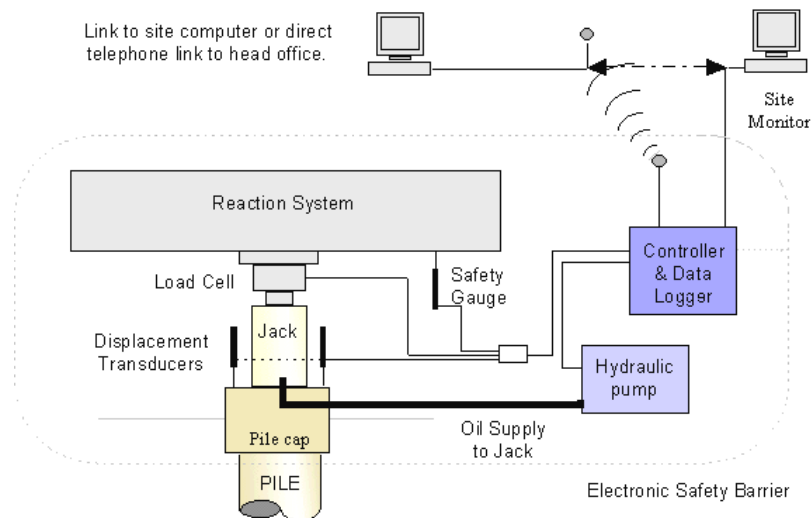 Link to site computer or direct
telephone link to head office.
Site
Monitor
Reaction System
Load Cell
Safety
Gauge
Controller
& Data
Logger
Jack
Displacement
Transducers
Hydraulic
pump
Pile cap
Oil Supply
to Jack
PILE
Electronic Safety Barrier